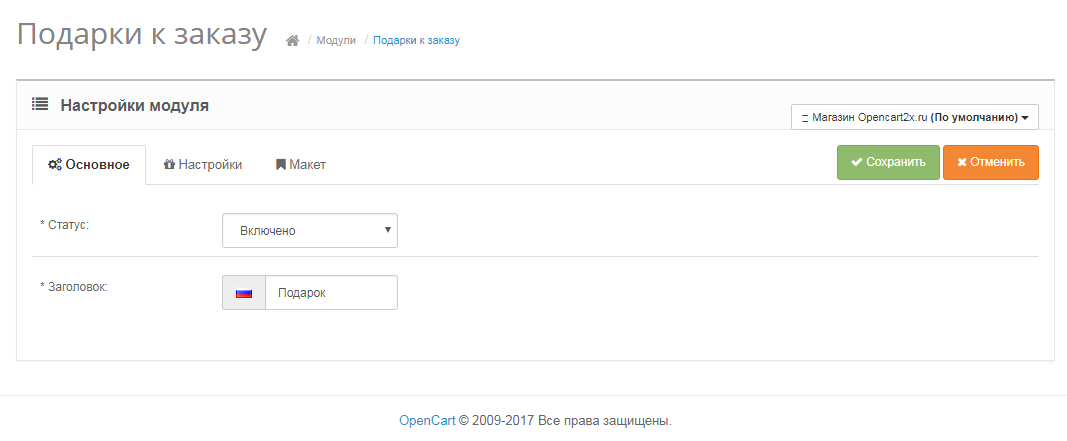 Подарки к заказу / Модули / Подарки к заказу
Настройки модуля
Магазин Opencart2x.ru (По умолчанию)
Основное Настройки Макет Сохранить Отменить
* Статус: Включено
* Заголовок: Подарок
OpenCart © 2009-2017 Все права защищены.